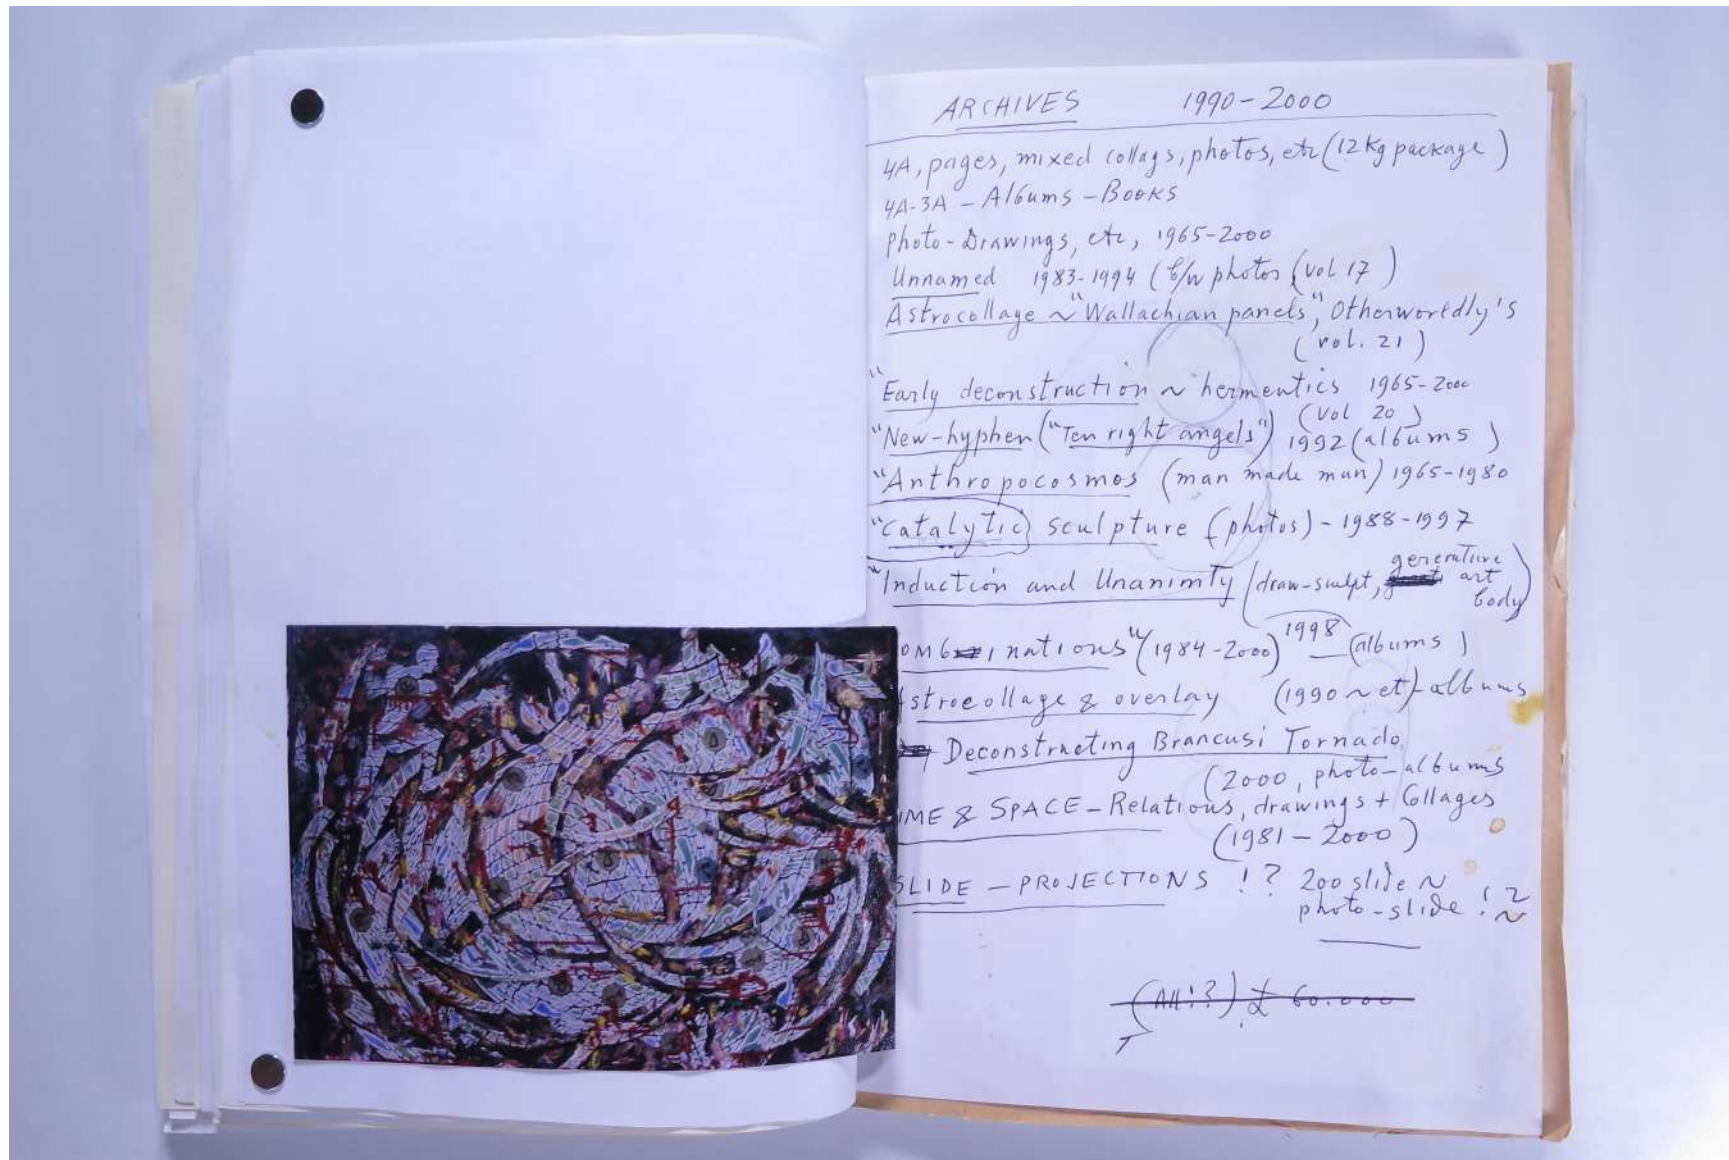 ARCHIVES 1990-2000
4A, pages, mixed collags, photos, etc (12 Kg package)
4A-3A - Albums - Books
photo-Drawings, etc, 1965-2000
Unnamed 1983-1994 (b/w photos (vol 17)
Astrocollage ~ "Wallachian panels", Otherworldly's
(vol. 21)
"Early deconstruction ~ hermentics 1965-2000
(vol 20)
"New-hyphen ("Ten right angels") 1992 (albums)
"Anthropocosmos (man made man) 1965-1980
"Catalytic sculpture (photos) - 1988-1997
generative
"Induction and Unanimty (draw-sculpt, art
body)
omb inations" (1984-2000) 1998 (albums)
strocollage & overlay (1990 ~ et) - albums
Deconstructing Brancusi Tornado
(2000, photo-albums
IME & SPACE - Relations, drawings + Collages
(1981 - 2000)
SLIDE - PROJECTIONS !? 200 slide ~
photo-slide !?
~
(All!?) £ 60.000